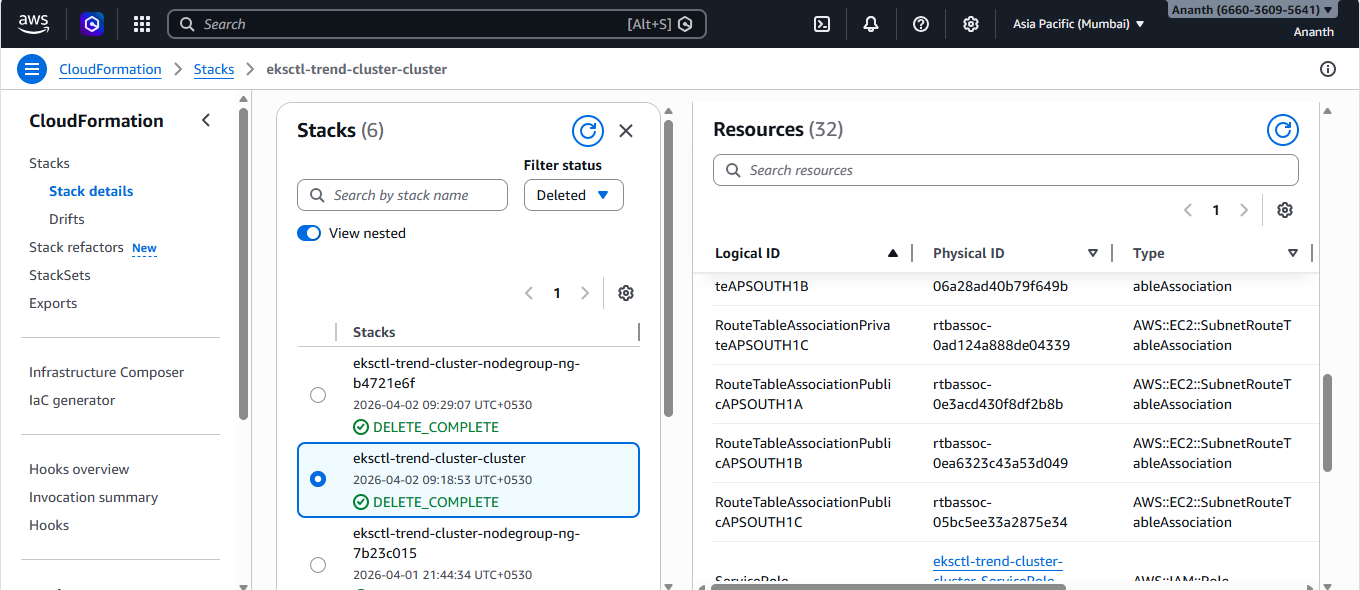 aws
Search
[Alt+S]
Asia Pacific (Mumbai)
Ananth (6660-3609-5641)
Ananth
CloudFormation
Stacks
eksctl-trend-cluster-cluster
CloudFormation
Stacks
Stack details
Drifts
Stack refactors New
StackSets
Exports
Infrastructure Composer
IaC generator
Hooks overview
Invocation summary
Hooks
Stacks (6)
Filter status
Search by stack name
Deleted
View nested
1
Stacks
eksctl-trend-cluster-nodegroup-ng-
b4721e6f
2026-04-02 09:29:07 UTC+0530
DELETE_COMPLETE
eksctl-trend-cluster-cluster
2026-04-02 09:18:53 UTC+0530
DELETE_COMPLETE
eksctl-trend-cluster-nodegroup-ng-
7b23c015
2026-04-01 21:44:34 UTC+0530
Resources (32)
Search resources
1
Logical ID Physical ID Type
teAPSOUTH1B 06a28ad40b79f649b ableAssociation
RouteTableAssociationPriva rtbassoc- AWS::EC2::SubnetRouteT
teAPSOUTH1C 0ad124a888de04339 ableAssociation
RouteTableAssociationPubli rtbassoc- AWS::EC2::SubnetRouteT
cAPSOUTH1A 0e3acd430f8df2b8b ableAssociation
RouteTableAssociationPubli rtbassoc- AWS::EC2::SubnetRouteT
cAPSOUTH1B 0ea6323c43a53d049 ableAssociation
RouteTableAssociationPubli rtbassoc- AWS::EC2::SubnetRouteT
cAPSOUTH1C 05bc5ee33a2875e34 ableAssociation
eksctl-trend-cluster-
ServiceRole cluster-ServiceRole- AWS::IAM::Role